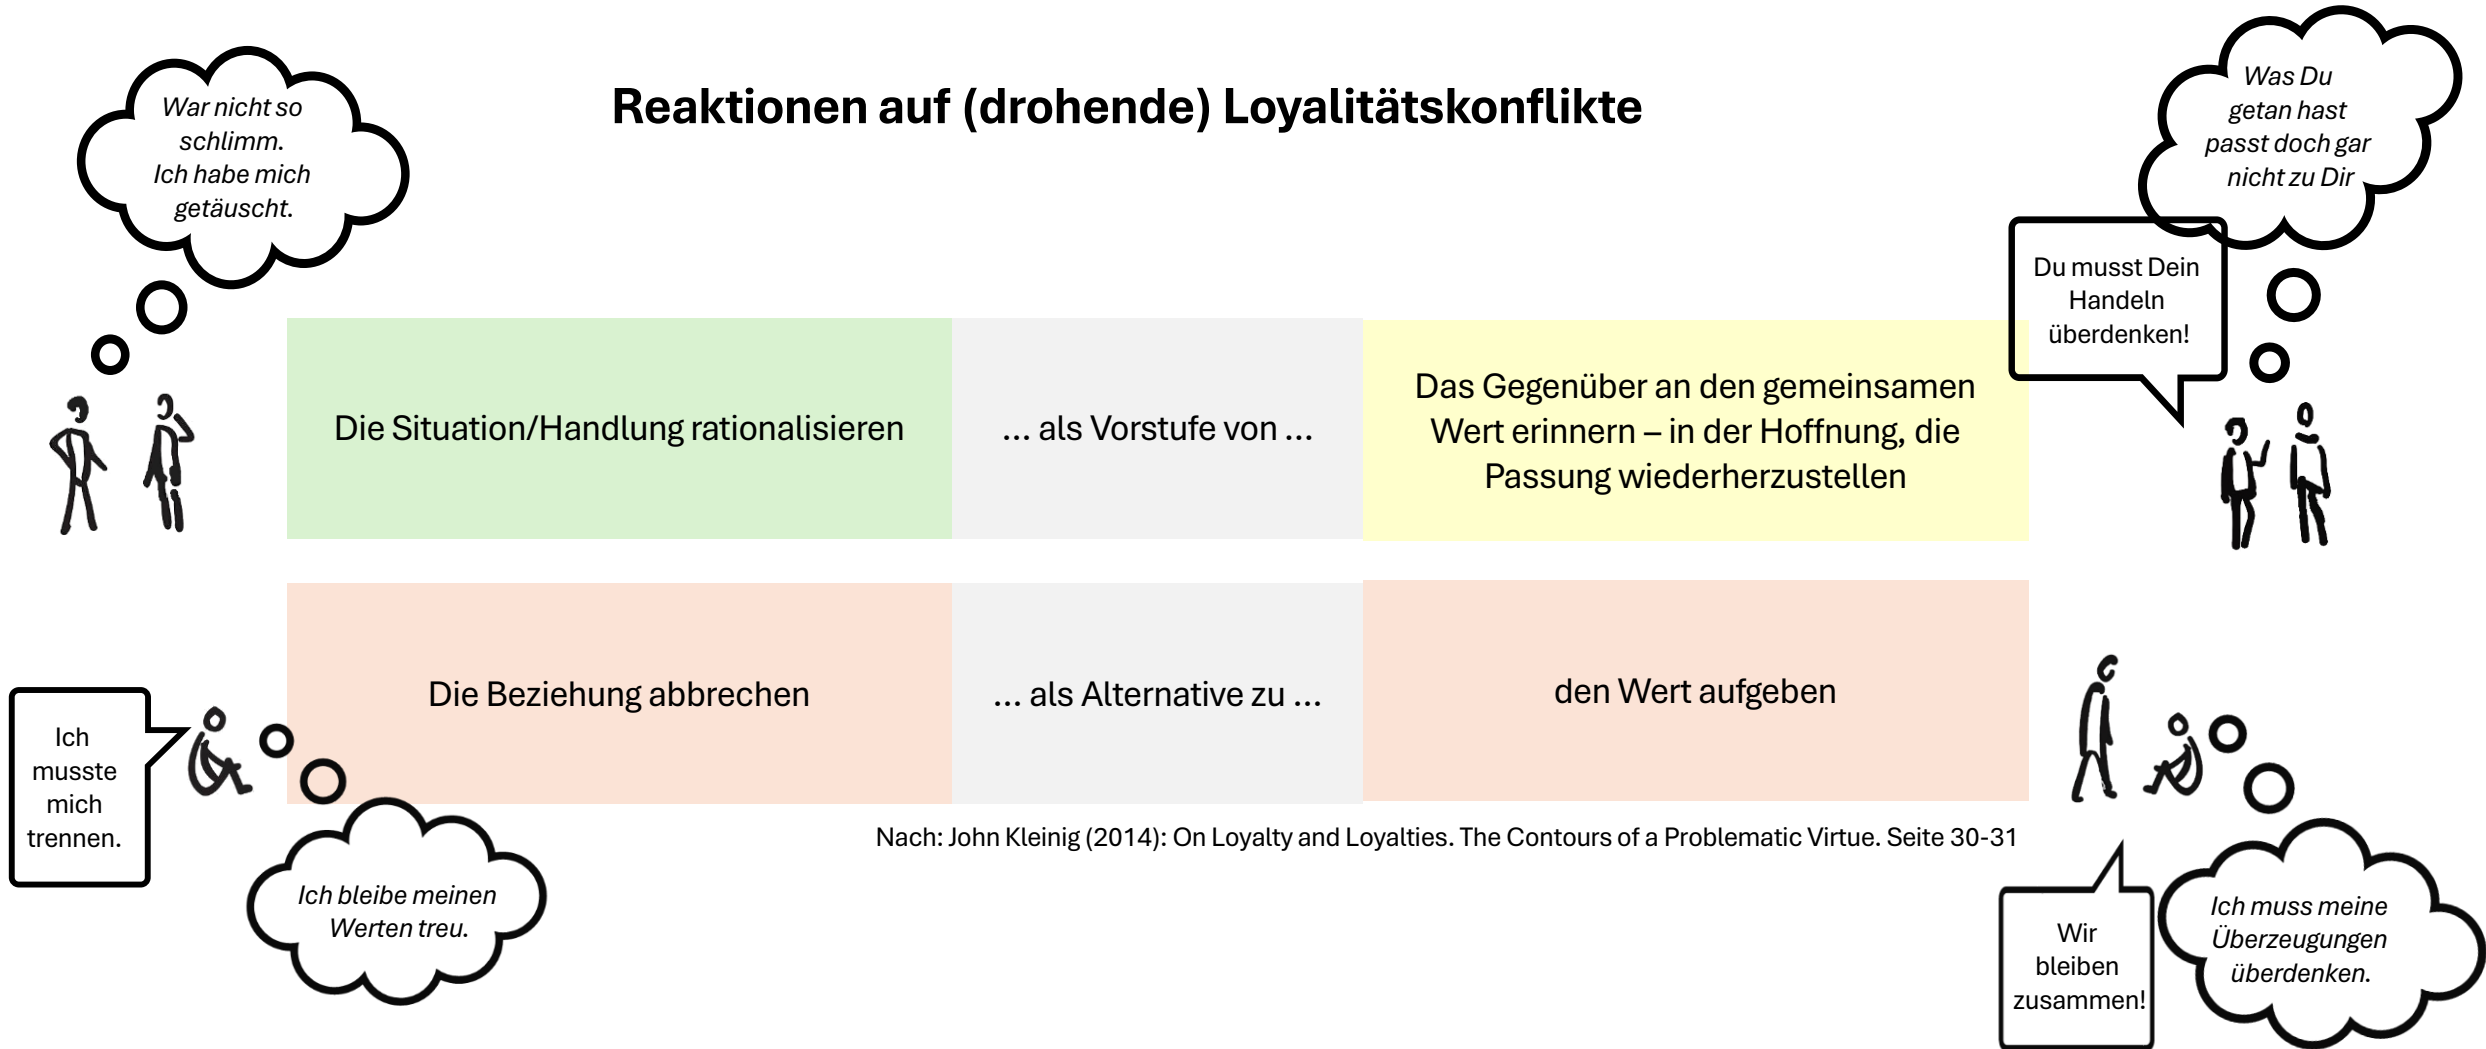 Reaktionen auf (drohende) Loyalitätskonflikte
War nicht so
schlimm.
Ich habe mich
getäuscht.
Was Du
getan hast
passt doch gar
nicht zu Dir
Du musst Dein
Handeln
überdenken!
Die Situation/Handlung rationalisieren
... als Vorstufe von ...
Das Gegenüber an den gemeinsamen
Wert erinnern – in der Hoffnung, die
Passung wiederherzustellen
Die Beziehung abbrechen
... als Alternative zu ...
den Wert aufgeben
Ich
musste
mich
trennen.
Ich bleibe meinen
Werten treu.
Nach: John Kleinig (2014): On Loyalty and Loyalties. The Contours of a Problematic Virtue. Seite 30-31
Wir
bleiben
zusammen!
Ich muss meine
Überzeugungen
überdenken.